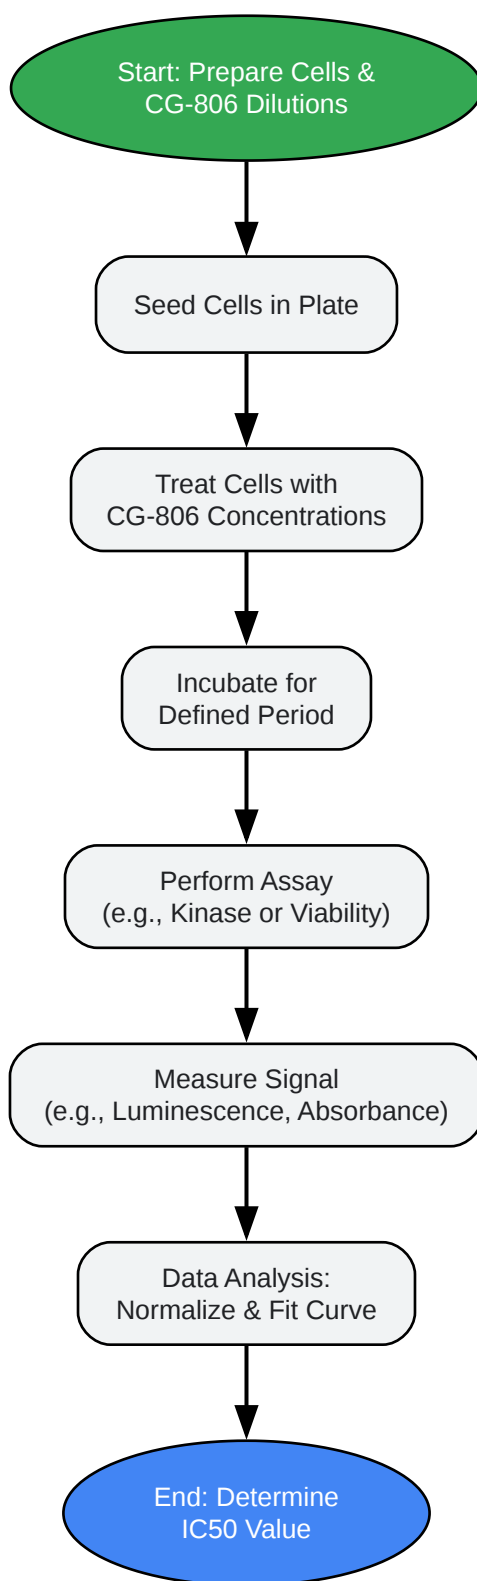 Start: Prepare Cells &
CG-806 Dilutions
Seed Cells in Plate
Treat Cells with
CG-806 Concentrations
Incubate for
Defined Period
Perform Assay
(e.g., Kinase or Viability)
Measure Signal
(e.g., Luminescence, Absorbance)
Data Analysis:
Normalize & Fit Curve
End: Determine
IC50 Value